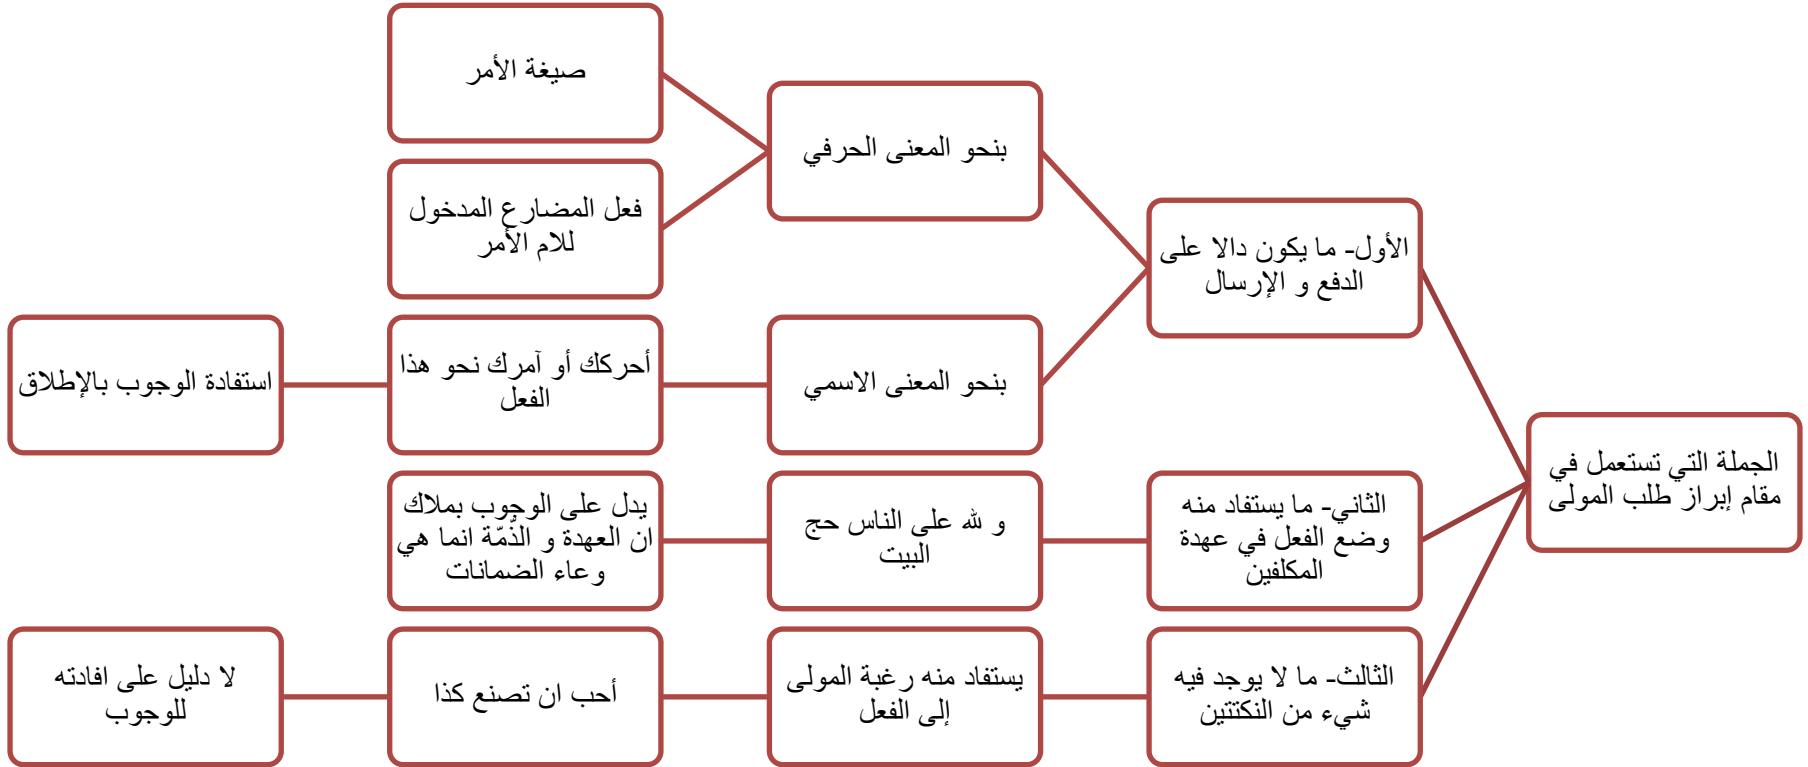 الجملة التي تستعمل في
مقام إبراز طلب المولى
الأول- ما يكون دالا على
الدفع و الإرسال
بنحو المعنى الحرفي
صيغة الأمر
فعل المضارع المدخول
للام الأمر
بنحو المعنى الاسمي
أحركك أو آمرك نحو هذا
الفعل
استفادة الوجوب بالإطلاق
الثاني- ما يستفاد منه
وضع الفعل في عهدة
المكلفين
و لله على الناس حج
البيت
يدل على الوجوب بملاك
ان العهدة و الذّمّة انما هي
وعاء الضمانات
الثالث- ما لا يوجد فيه
شيء من النكتتين
يستفاد منه رغبة المولى
إلى الفعل
أحب ان تصنع كذا
لا دليل على افادته
للوجوب